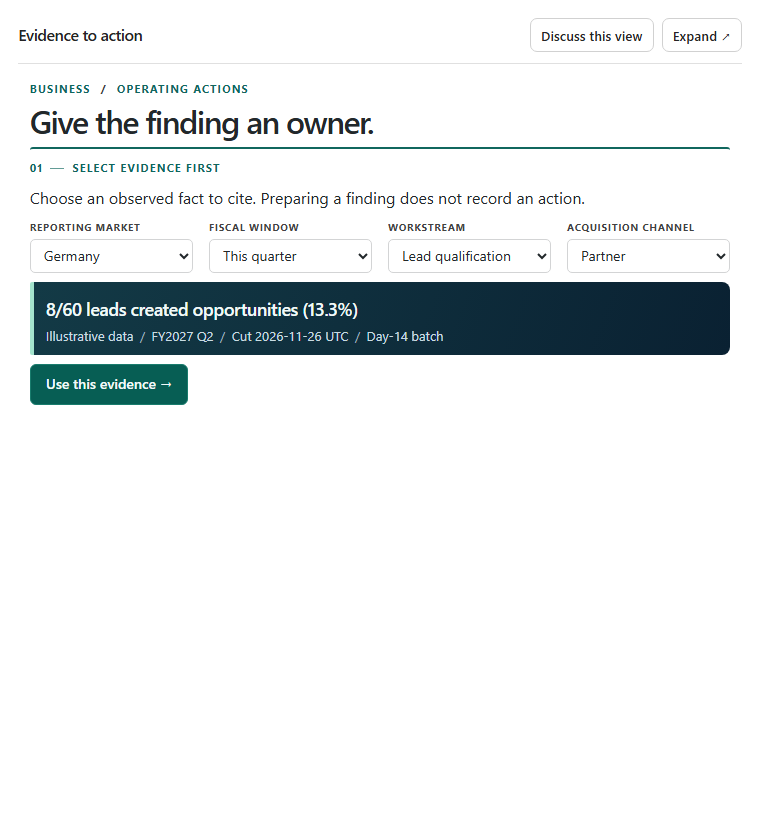 Evidence to action
Discuss this view
Expand ↗
BUSINESS / OPERATING ACTIONS
Give the finding an owner.
01 — SELECT EVIDENCE FIRST
Choose an observed fact to cite. Preparing a finding does not record an action.
REPORTING MARKET
FISCAL WINDOW
WORKSTREAM
ACQUISITION CHANNEL
Germany
This quarter
Lead qualification
Partner
8/60 leads created opportunities (13.3%)
Illustrative data / FY2027 Q2 / Cut 2026-11-26 UTC / Day-14 batch
Use this evidence →